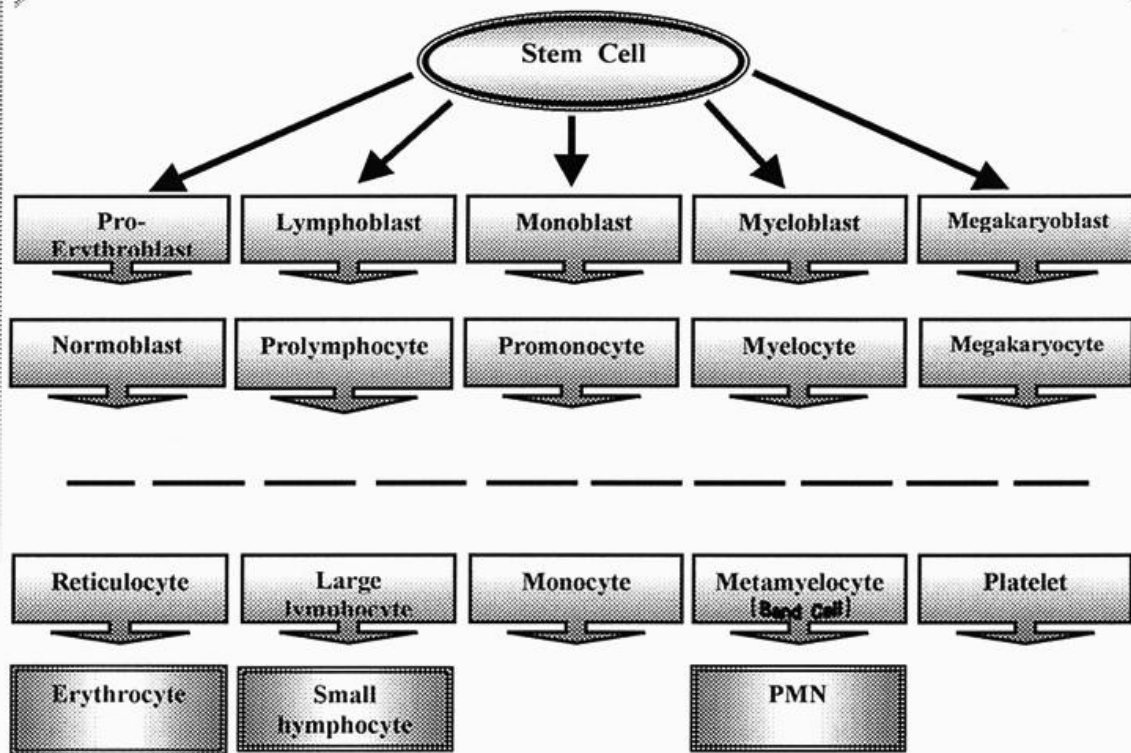 Stem Cell
Pro-
Erythroblast
Lymphoblast
Monoblast
Myeloblast
Megakaryoblast
Normoblast
Prolymphocyte
Promonocyte
Myelocyte
Megakaryocyte
Reticulocyte
Large
lymphocyte
Monocyte
Metamyelocyte
[Band Cell]
Platelet
Erythrocyte
Small
hymphocyte
PMN